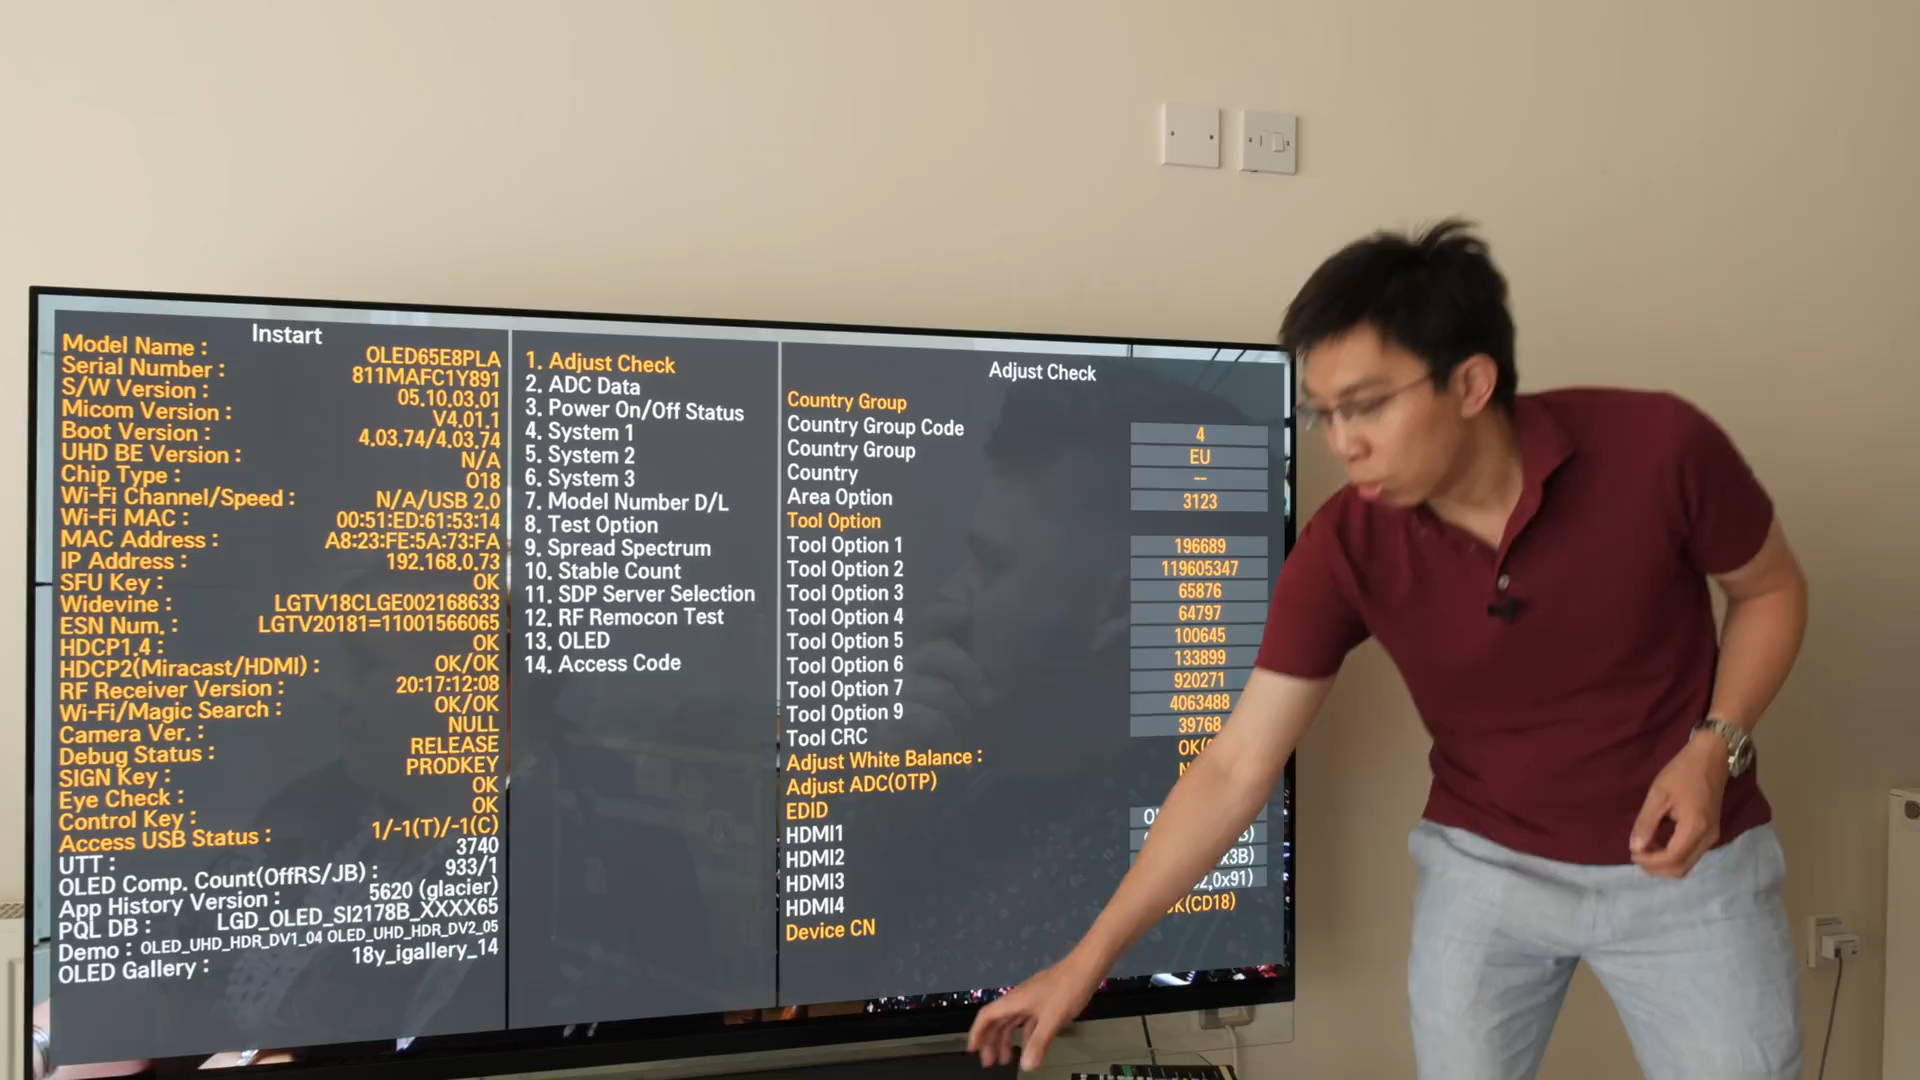 Instart
Model Name : OLED65E8PLA
Serial Number : 811MAFC1Y891
S/W Version : 05.10.03.01
Micom Version : V4.01.1
Boot Version : 4.03.74/4.03.74
UHD BE Version : N/A
Chip Type : O18
Wi-Fi Channel/Speed : N/A/USB 2.0
Wi-Fi MAC : 00:51:ED:61:53:14
MAC Address : A8:23:FE:5A:73:FA
IP Address : 192.168.0.73
SFU Key : OK
Widevine : LGTV18CLGE002168633
ESN Num. : LGTV20181=11001566065
HDCP1.4 : OK
HDCP2(Miracast/HDMI) : OK/OK
RF Receiver Version : 20:17:12:08
Wi-Fi/Magic Search : OK/OK
Camera Ver. : NULL
Debug Status : RELEASE
SIGN Key : PRODKEY
Eye Check : OK
Control Key : OK
Access USB Status : 1/-1(T)/-1(C)
UTT : 3740
OLED Comp. Count(OffRS/JB) : 933/1
App History Version : 5620 (glacier)
PQL DB : LGD_OLED_SI2178B_XXXX65
Demo : OLED_UHD_HDR_DV1_04 OLED_UHD_HDR_DV2_05
OLED Gallery : 18y_igallery_14
1. Adjust Check
2. ADC Data
3. Power On/Off Status
4. System 1
5. System 2
6. System 3
7. Model Number D/L
8. Test Option
9. Spread Spectrum
10. Stable Count
11. SDP Server Selection
12. RF Remocon Test
13. OLED
14. Access Code
Adjust Check
Country Group
Country Group Code 4
Country Group EU
Country --
Area Option 3123
Tool Option
Tool Option 1 196689
Tool Option 2 119605347
Tool Option 3 65876
Tool Option 4 64797
Tool Option 5 100645
Tool Option 6 133899
Tool Option 7 920271
Tool Option 9 4063488
Tool CRC 39768
Adjust White Balance :
Adjust ADC(OTP)
EDID
HDMI1
HDMI2
HDMI3 x3B)
HDMI4 2,0x91)
Device CN K(CD18)